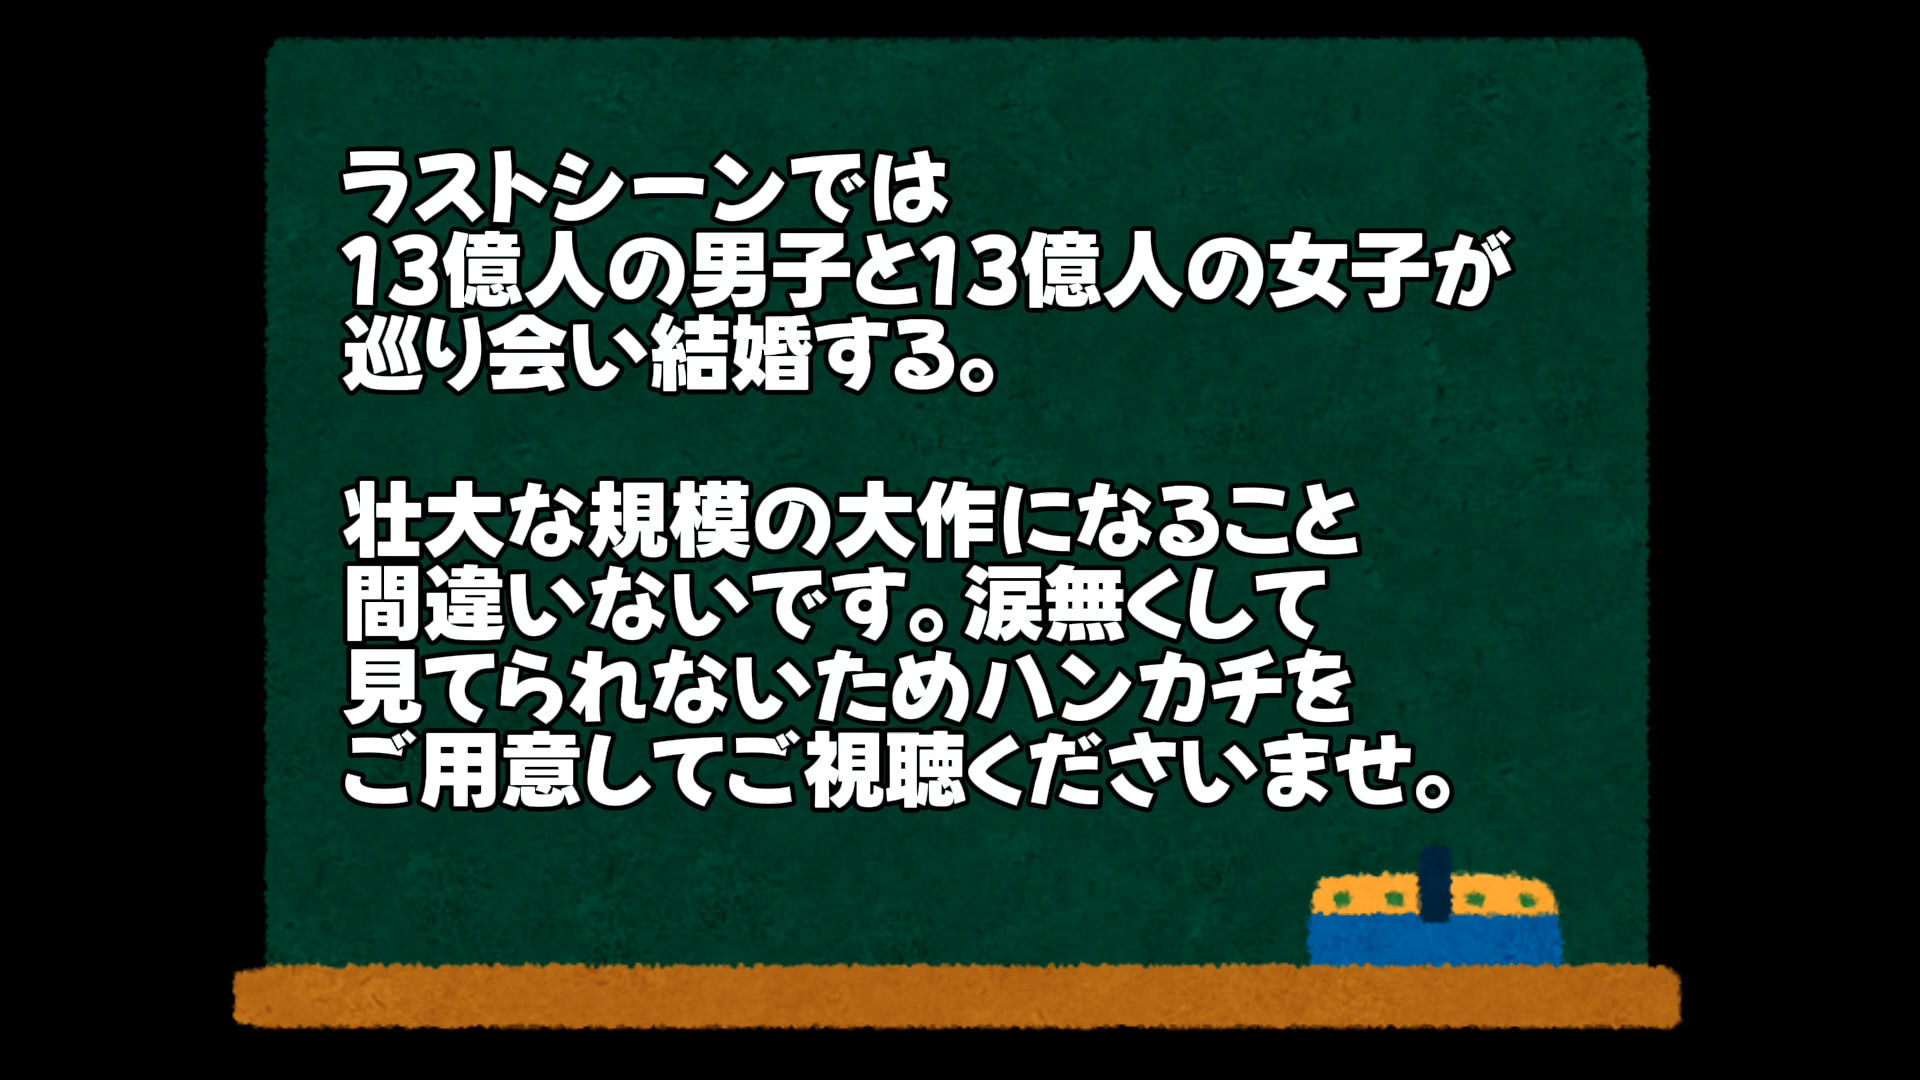 ラストシーンでは
13億人の男子と13億人の女子が
巡り会い結婚する。
壮大な規模の大作になること
間違いないです。涙無くして
見てられないためハンカチを
ご用意してご視聴くださいませ。